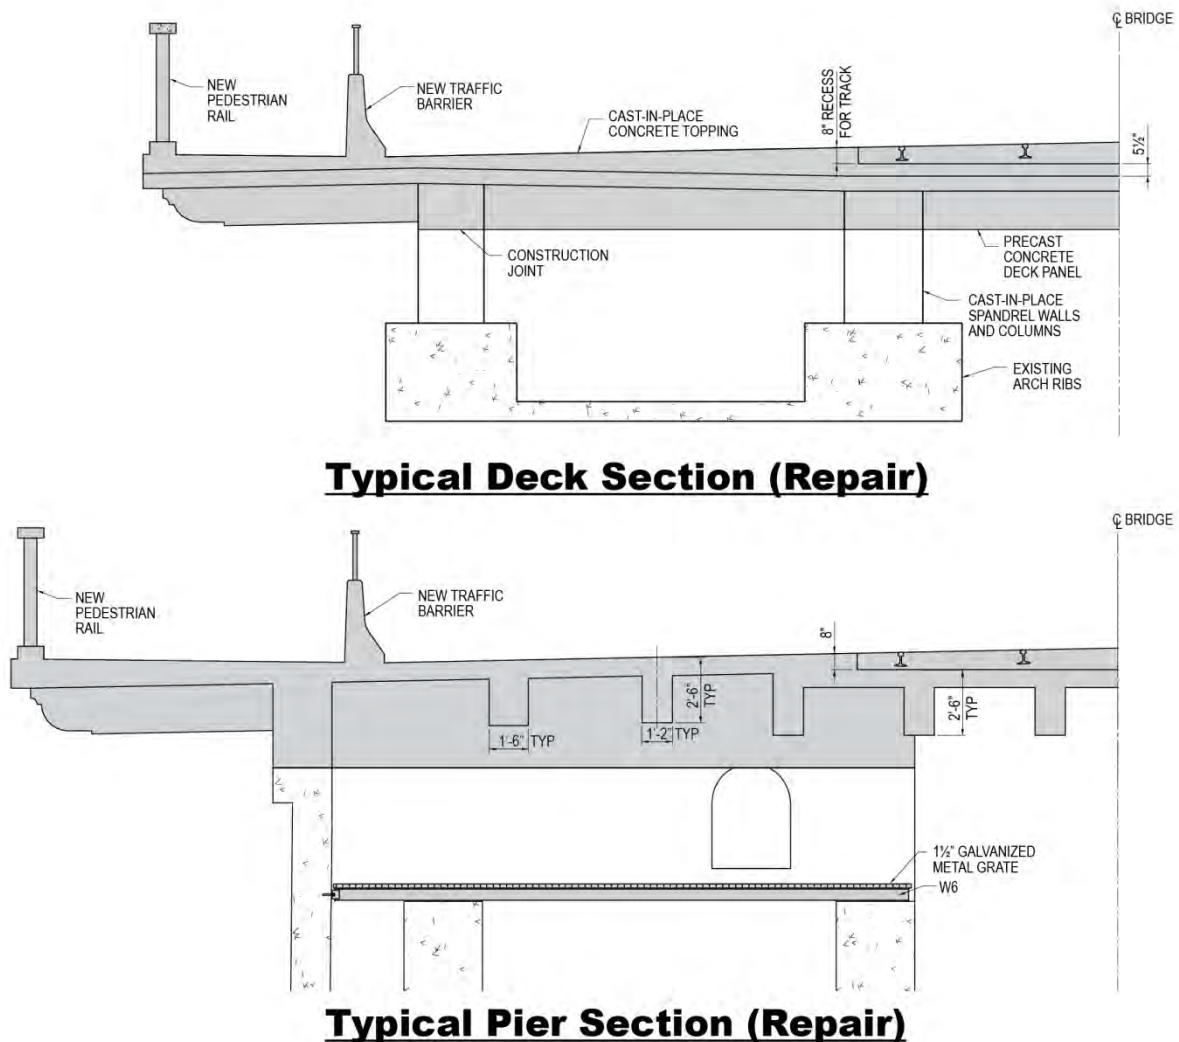 ℄ BRIDGE
NEW
PEDESTRIAN
RAIL
NEW TRAFFIC
BARRIER
CAST-IN-PLACE
CONCRETE TOPPING
8" RECESS
FOR TRACK
5½"
CONSTRUCTION
JOINT
PRECAST
CONCRETE
DECK PANEL
CAST-IN-PLACE
SPANDREL WALLS
AND COLUMNS
EXISTING
ARCH RIBS
Typical Deck Section (Repair)
℄ BRIDGE
NEW
PEDESTRIAN
RAIL
NEW TRAFFIC
BARRIER
8"
2'-6"
TYP
2'-6"
TYP
1'-6" TYP
1'-2" TYP
1½" GALVANIZED
METAL GRATE
W6
Typical Pier Section (Repair)